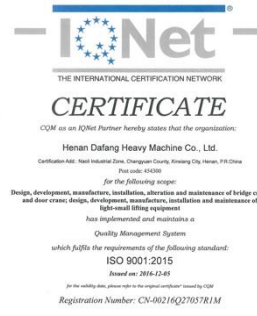 IQNet
®
THE INTERNATIONAL CERTIFICATION NETWORK
CERTIFICATE
CQM as an IQNet Partner hereby states that the organization:
Henan Dafang Heavy Machine Co., Ltd.
Certification Add.: Naoli Industrial Zone, Changyuan County, Xinxiang City, Henan, P.R.China
Post code: 454300
for the following scope:
Design, development, manufacture, installation, alteration and maintenance of bridge
and door crane; design, development, manufacture, installation and maintenance of
light-small lifting equipment
has implemented and maintains a
Quality Management System
which fulfils the requirements of the following standard:
ISO 9001:2015
Issued on: 2016-12-05
for the validity date, please refer to the original certificate* issued by CQM
Registration Number: CN-00216Q27057R1M